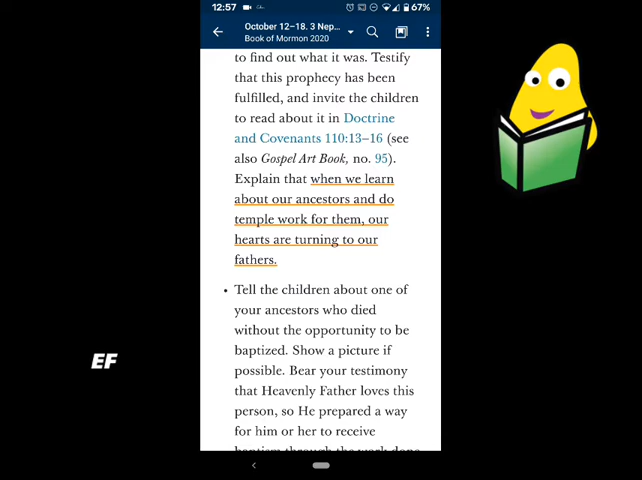 12:57
67%
October 12–18. 3 Nep...
Book of Mormon 2020
to find out what it was. Testify
that this prophecy has been
fulfilled, and invite the children
to read about it in Doctrine
and Covenants 110:13–16 (see
also Gospel Art Book, no. 95).
Explain that when we learn
about our ancestors and do
temple work for them, our
hearts are turning to our
fathers.
• Tell the children about one of
your ancestors who died
without the opportunity to be
baptized. Show a picture if
possible. Bear your testimony
that Heavenly Father loves this
person, so He prepared a way
for him or her to receive
baptism through the work done
EF